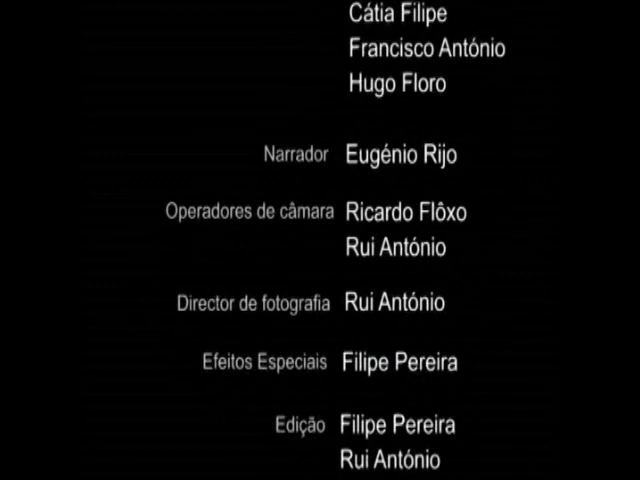 Cátia Filipe
Francisco António
Hugo Floro
Narrador Eugénio Rijo
Operadores de câmara Ricardo Flôxo
Rui António
Director de fotografia Rui António
Efeitos Especiais Filipe Pereira
Edição Filipe Pereira
Rui António